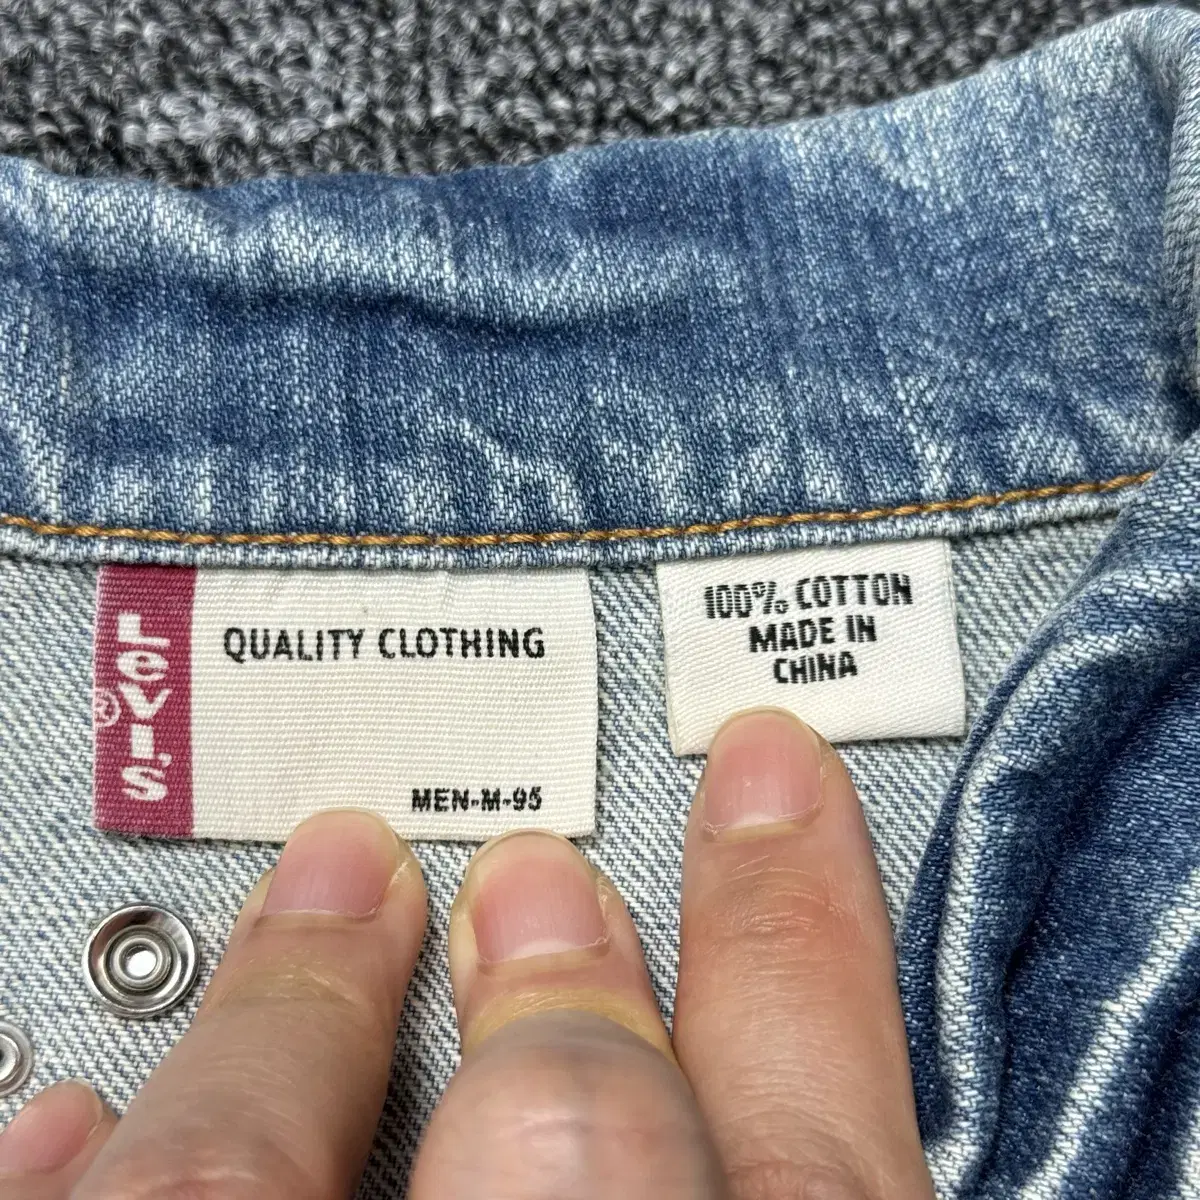 Levi's
®
QUALITY CLOTHING
MEN-M-95
100% COTTON
MADE IN
CHINA